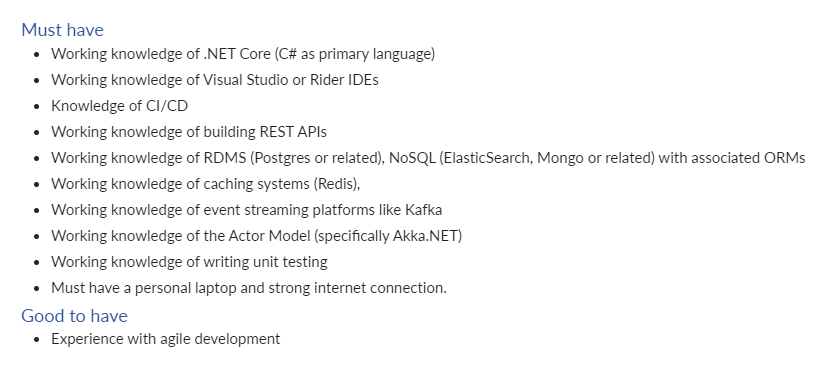 Must have
• Working knowledge of .NET Core (C# as primary language)
• Working knowledge of Visual Studio or Rider IDEs
• Knowledge of CI/CD
• Working knowledge of building REST APIs
• Working knowledge of RDMS (Postgres or related), NoSQL (ElasticSearch, Mongo or related) with associated ORMs
• Working knowledge of caching systems (Redis),
• Working knowledge of event streaming platforms like Kafka
• Working knowledge of the Actor Model (specifically Akka.NET)
• Working knowledge of writing unit testing
• Must have a personal laptop and strong internet connection.
Good to have
• Experience with agile development